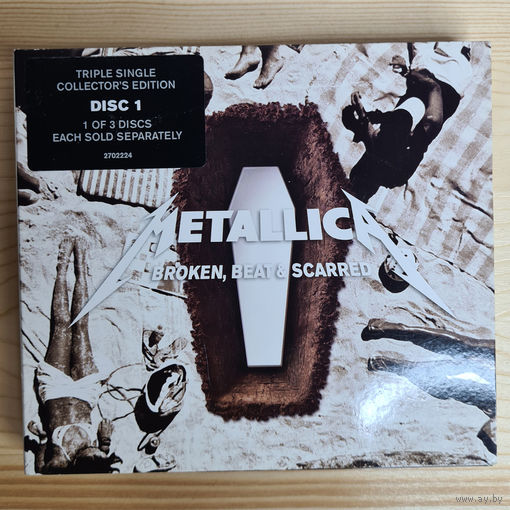 TRIPLE SINGLE
COLLECTOR'S EDITION
DISC 1
1 OF 3 DISCS
EACH SOLD SEPARATELY
2702224
METALLICA
BROKEN, BEAT & SCARRED
www.ay.by